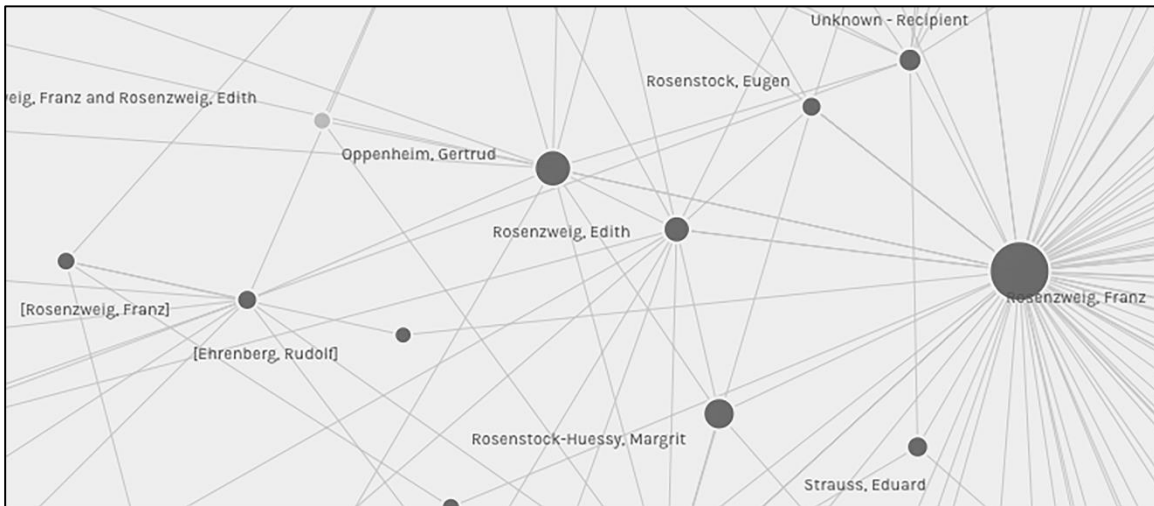 Unknown - Recipient
Rosenstock, Eugen
eig, Franz and Rosenzweig, Edith
Oppenheim, Gertrud
Rosenzweig, Edith
Rosenzweig, Franz
[Rosenzweig, Franz]
[Ehrenberg, Rudolf]
Rosenstock-Huessy, Margrit
Strauss, Eduard